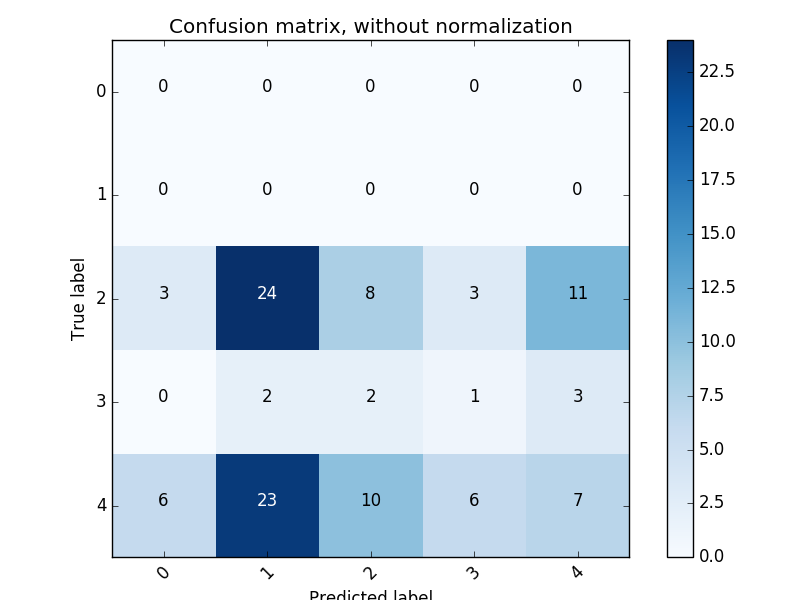 Confusion matrix, without normalization
0 0 0 0 0 0
1 0 0 0 0 0
2 3 24 8 3 11
3 0 2 2 1 3
4 6 23 10 6 7
0 1 2 3 4
True label
Predicted label
22.5
20.0
17.5
15.0
12.5
10.0
7.5
5.0
2.5
0.0